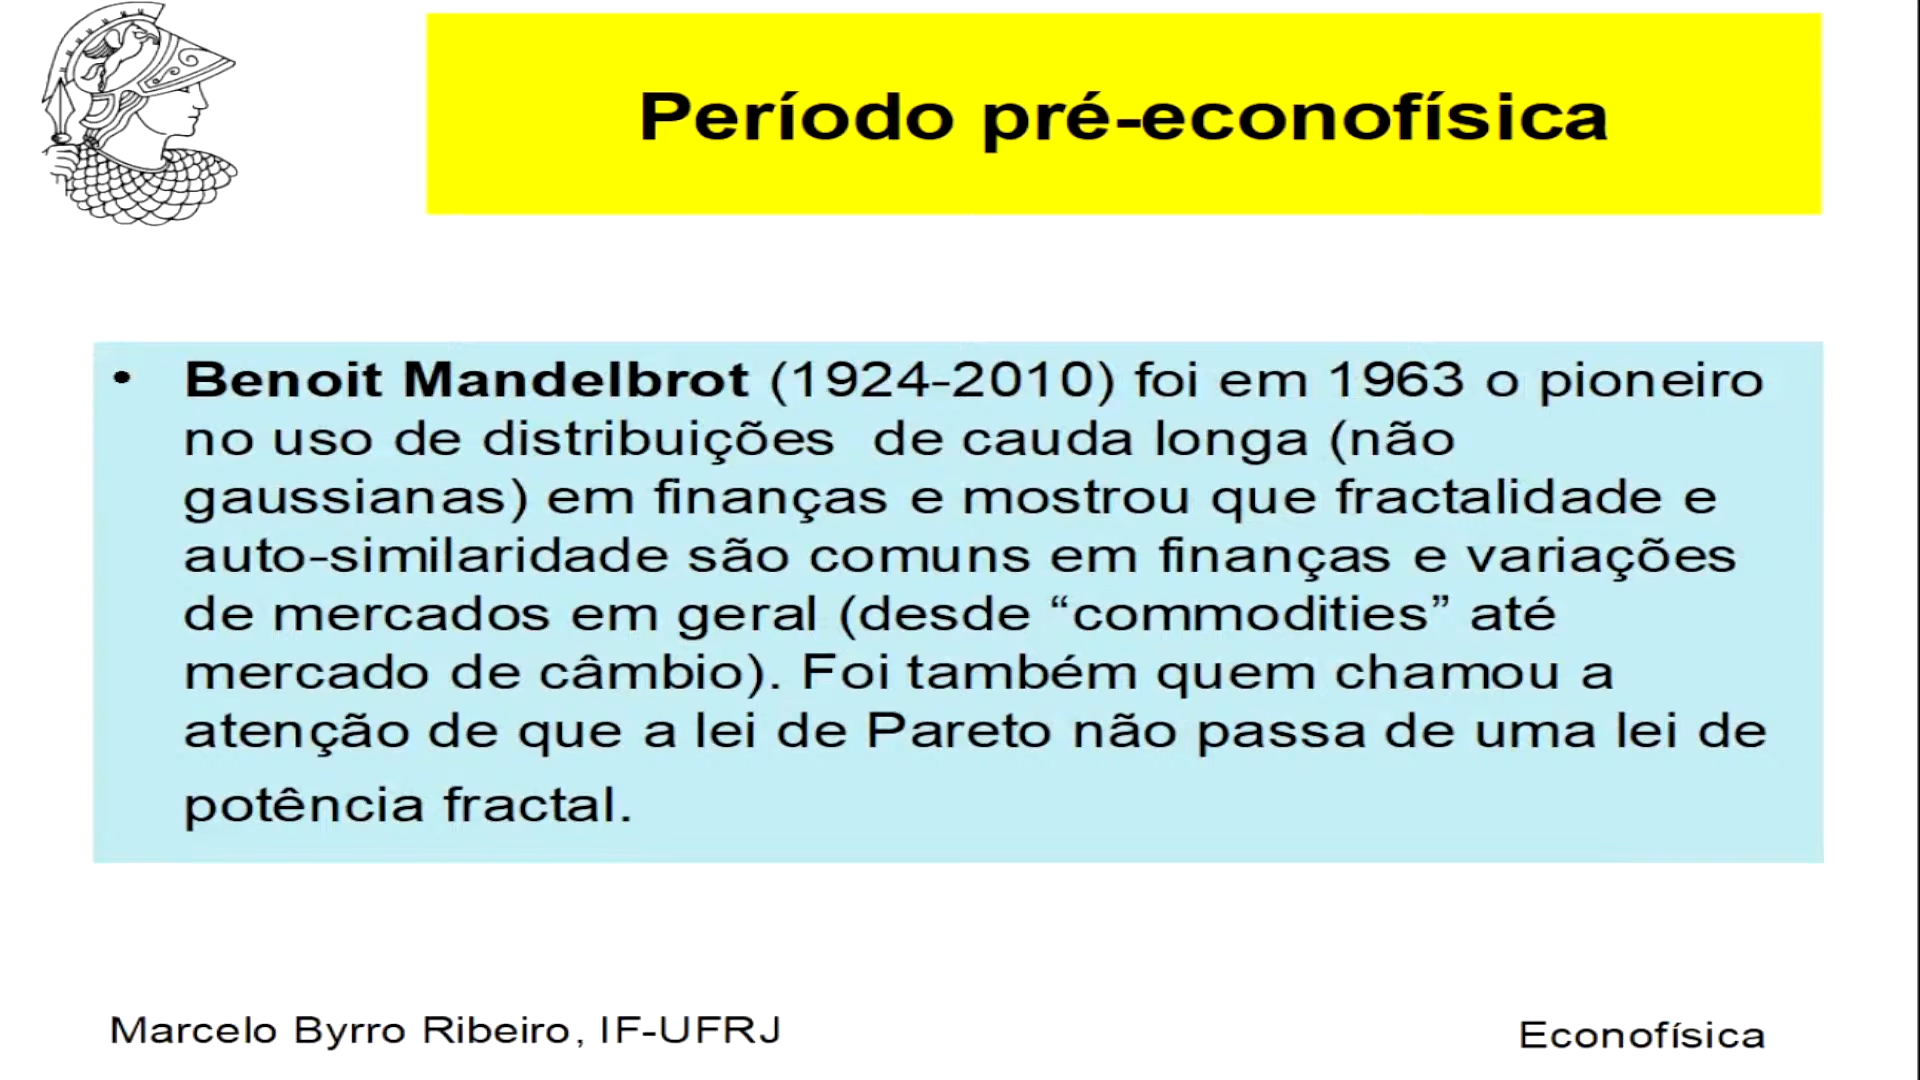 Período pré-econofísica
• Benoit Mandelbrot (1924-2010) foi em 1963 o pioneiro
no uso de distribuições de cauda longa (não
gaussianas) em finanças e mostrou que fractalidade e
auto-similaridade são comuns em finanças e variações
de mercados em geral (desde “commodities” até
mercado de câmbio). Foi também quem chamou a
atenção de que a lei de Pareto não passa de uma lei de
potência fractal.
Marcelo Byrro Ribeiro, IF-UFRJ
Econofísica